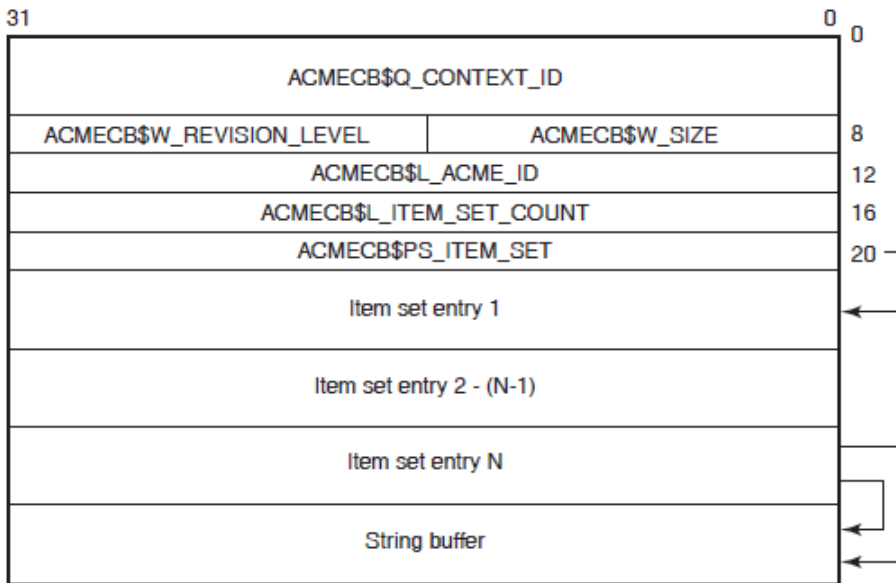 31 0
0
ACMECB$Q_CONTEXT_ID
ACMECB$W_REVISION_LEVEL ACMECB$W_SIZE 8
ACMECB$L_ACME_ID 12
ACMECB$L_ITEM_SET_COUNT 16
ACMECB$PS_ITEM_SET 20
Item set entry 1
Item set entry 2 - (N-1)
Item set entry N
String buffer